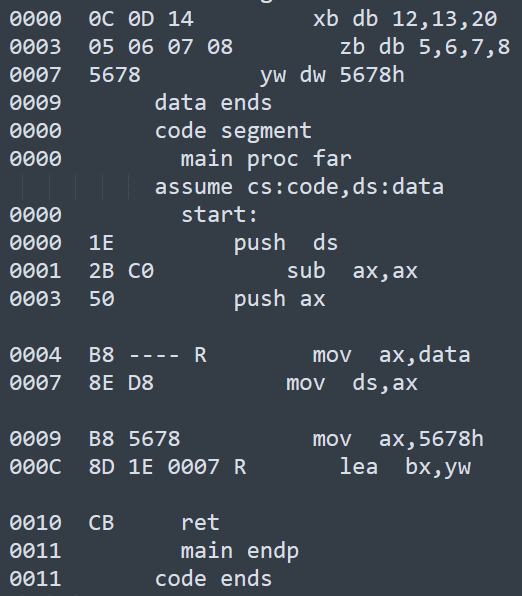 0000  0C 0D 14         xb db 12,13,20
0003  05 06 07 08        zb db 5,6,7,8
0007  5678         yw dw 5678h
0009       data ends
0000       code segment
0000         main proc far
           assume cs:code,ds:data
0000         start:
0000  1E         push  ds
0001  2B C0          sub  ax,ax
0003  50         push ax
0004  B8 ---- R        mov  ax,data
0007  8E D8          mov  ds,ax
0009  B8 5678          mov  ax,5678h
000C  8D 1E 0007 R       lea  bx,yw
0010  CB     ret
0011         main endp
0011       code ends